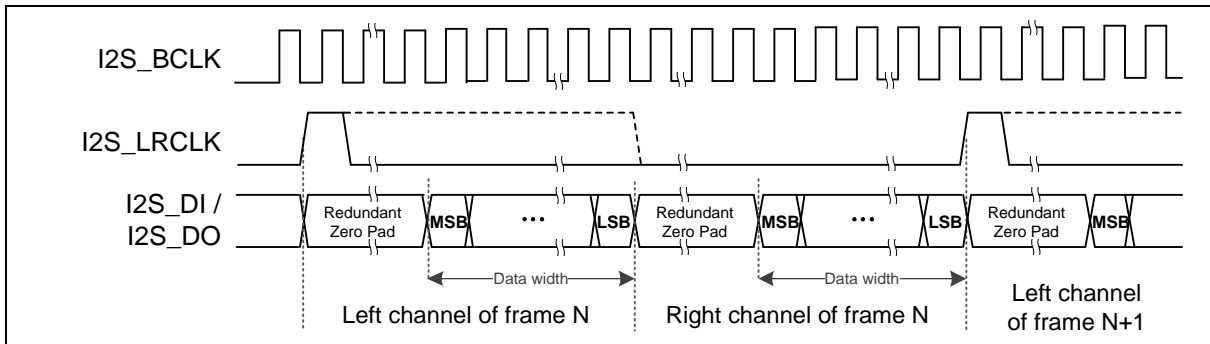 I2S_BCLK
I2S_LRCLK
I2S_DI /
I2S_DO
Redundant
Zero Pad
MSB
•••
LSB
Redundant
Zero Pad
MSB
•••
LSB
Redundant
Zero Pad
MSB
Data width
Data width
Left channel of frame N
Right channel of frame N
Left channel
of frame N+1